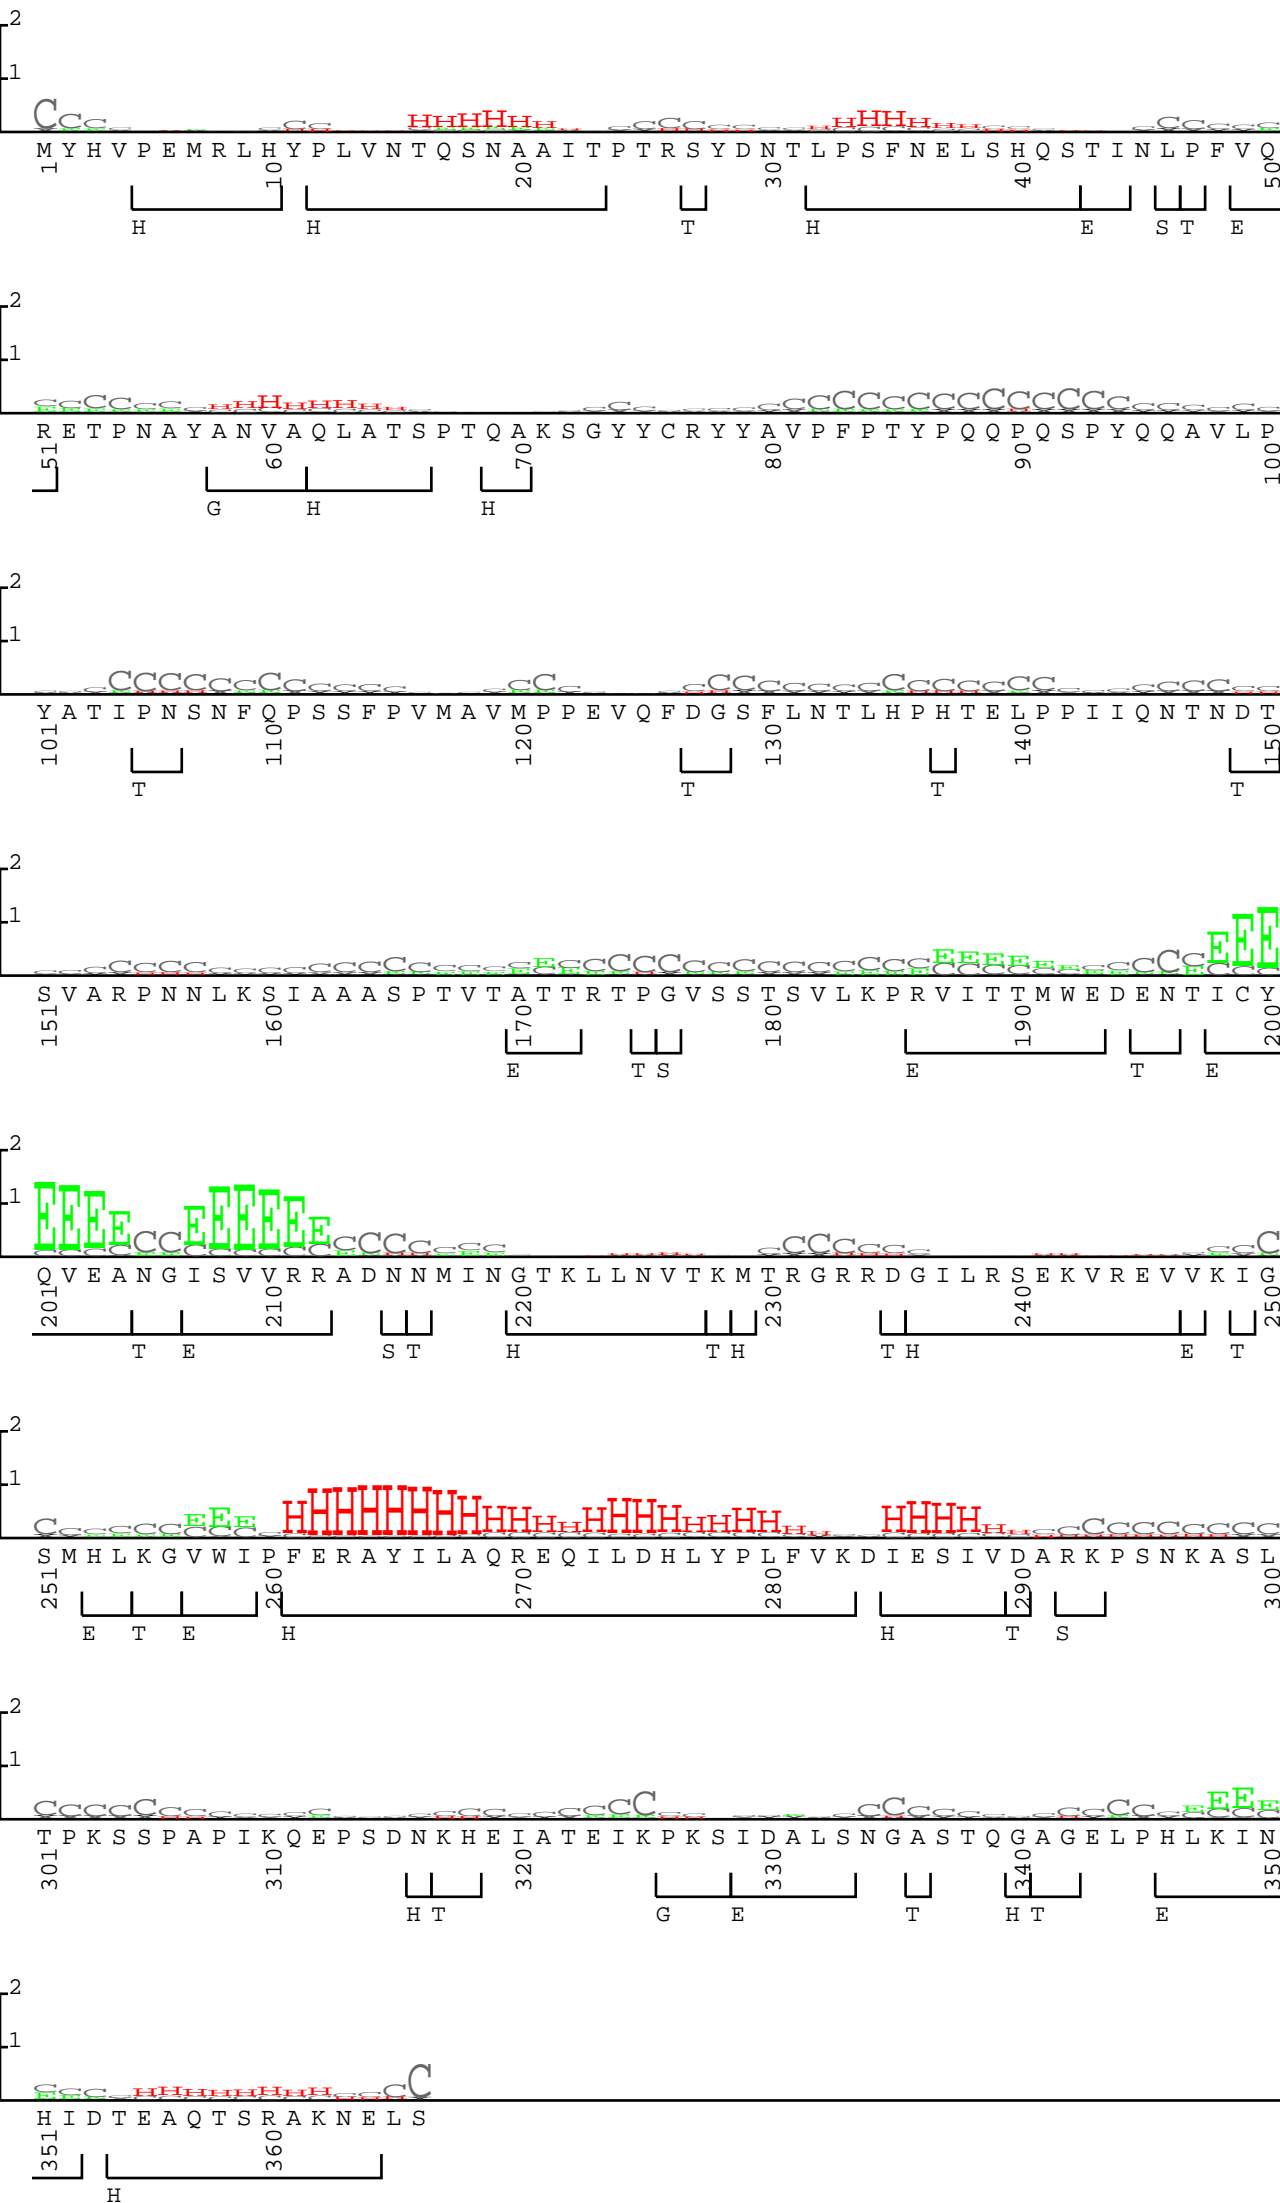 2
1
M Y H V P E M R L H Y P L V N T Q S N A A I T P T R S Y D N T L P S F N E L S H Q S T I N L P F V Q
1 10 20 30 40 50
H H T H E S T E
2
1
R E T P N A Y A N V A Q L A T S P T Q A K S G Y Y C R Y Y A V P F P T Y P Q Q P Q S P Y Q Q A V L P
51 60 70 80 90 100
G H H
2
1
Y A T I P N S N F Q P S S F P V M A V M P P E V Q F D G S F L N T L H P H T E L P P I I Q N T N D T
101 110 120 130 140 150
T T T T
2
1
S V A R P N N L K S I A A A S P T V T A T T R T P G V S S T S V L K P R V I T T M W E D E N T I C Y
151 160 170 180 190 200
E T S E T E
2
1
Q V E A N G I S V V R R A D N N M I N G T K L L N V T K M T R G R R D G I L R S E K V R E V V K I G
201 210 220 230 240 250
T E S T H T H T H E T
2
1
S M H L K G V W I P F E R A Y I L A Q R E Q I L D H L Y P L F V K D I E S I V D A R K P S N K A S L
251 260 270 280 290 300
E T E H H T S
2
1
T P K S S P A P I K Q E P S D N K H E I A T E I K P K S I D A L S N G A S T Q G A G E L P H L K I N
301 310 320 330 340 350
H T G E T H T E
2
1
H I D T E A Q T S R A K N E L S
351 360
H